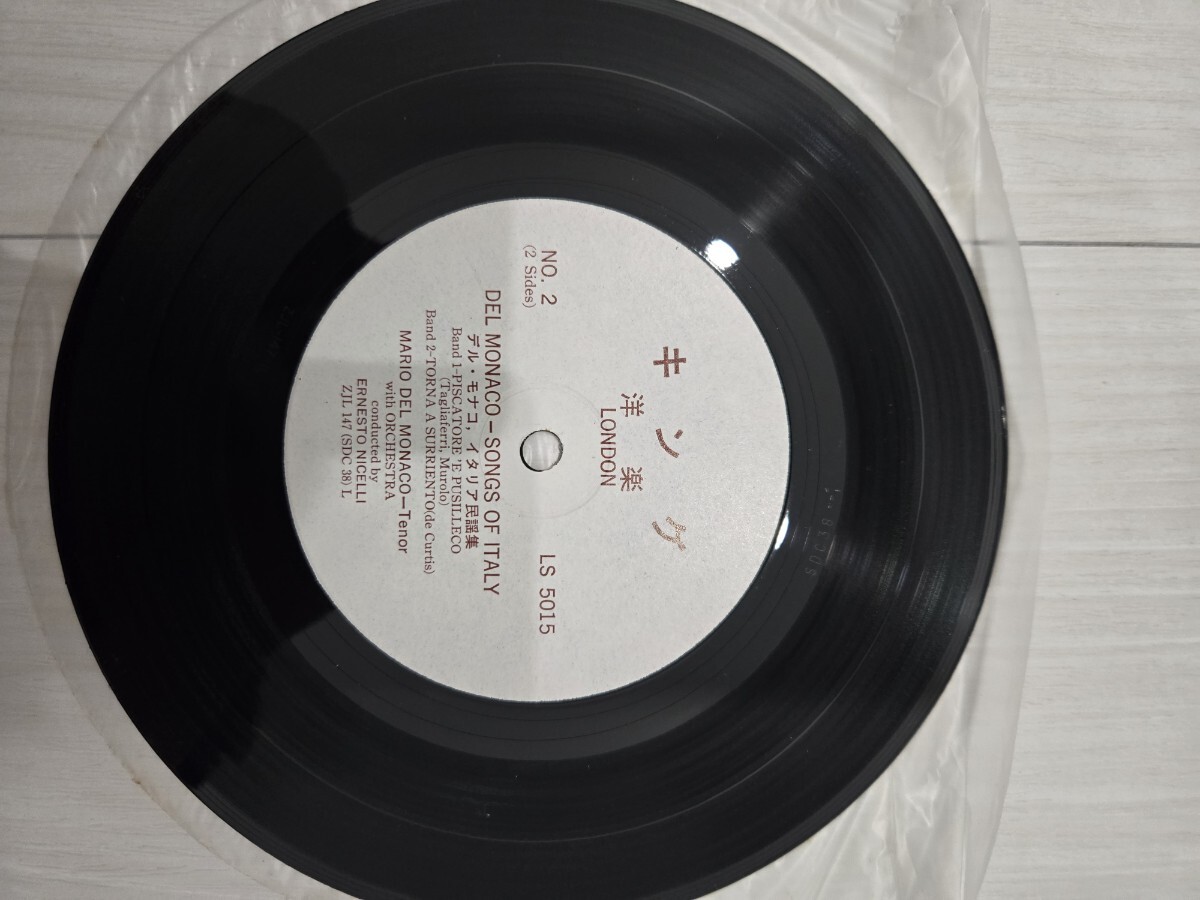 キング
洋楽
LONDON
NO. 2
(2 Sides)
LS 5015
DEL MONACO – SONGS OF ITALY
デル・モナコ, イタリア民謡集
Band 1–PISCATORE 'E PUSILLECO
(Tagliaferri, Murolo)
Band 2–TORNA A SURRIENTO(de Curtis)
MARIO DEL MONACO—Tenor
with ORCHESTRA
conducted by
ERNESTO NICELLI
ZJL 147 (SDC 38) L